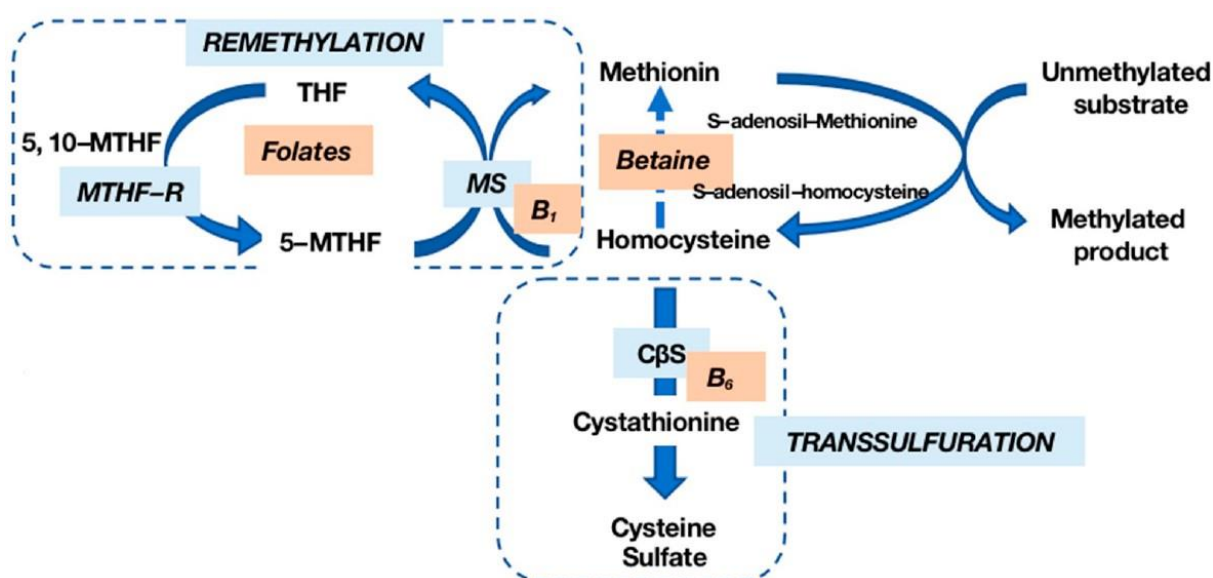 REMETHYLATION
THF
5, 10–MTHF
Folates
MTHF–R
MS
B₁
5–MTHF
Methionin
S–adenosil–Methionine
Betaine
S–adenosil–homocysteine
Homocysteine
Unmethylated
substrate
Methylated
product
CβS
B₆
Cystathionine
TRANSSULFURATION
Cysteine
Sulfate